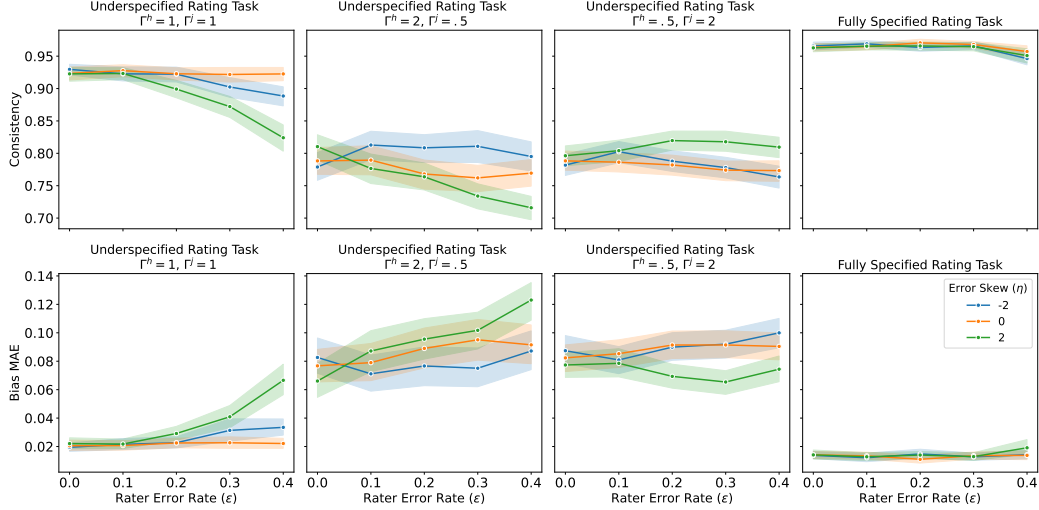 Underspecified Rating Task
Γʰ = 1, Γʲ = 1
Underspecified Rating Task
Γʰ = 2, Γʲ = .5
Underspecified Rating Task
Γʰ = .5, Γʲ = 2
Fully Specified Rating Task
Consistency
0.95
0.90
0.85
0.80
0.75
0.70
Underspecified Rating Task
Γʰ = 1, Γʲ = 1
Underspecified Rating Task
Γʰ = 2, Γʲ = .5
Underspecified Rating Task
Γʰ = .5, Γʲ = 2
Fully Specified Rating Task
Bias MAE
0.14
0.12
0.10
0.08
0.06
0.04
0.02
Error Skew (η)
-2
0
2
0.0 0.1 0.2 0.3 0.4
Rater Error Rate (ε)
0.0 0.1 0.2 0.3 0.4
Rater Error Rate (ε)
0.0 0.1 0.2 0.3 0.4
Rater Error Rate (ε)
0.0 0.1 0.2 0.3 0.4
Rater Error Rate (ε)